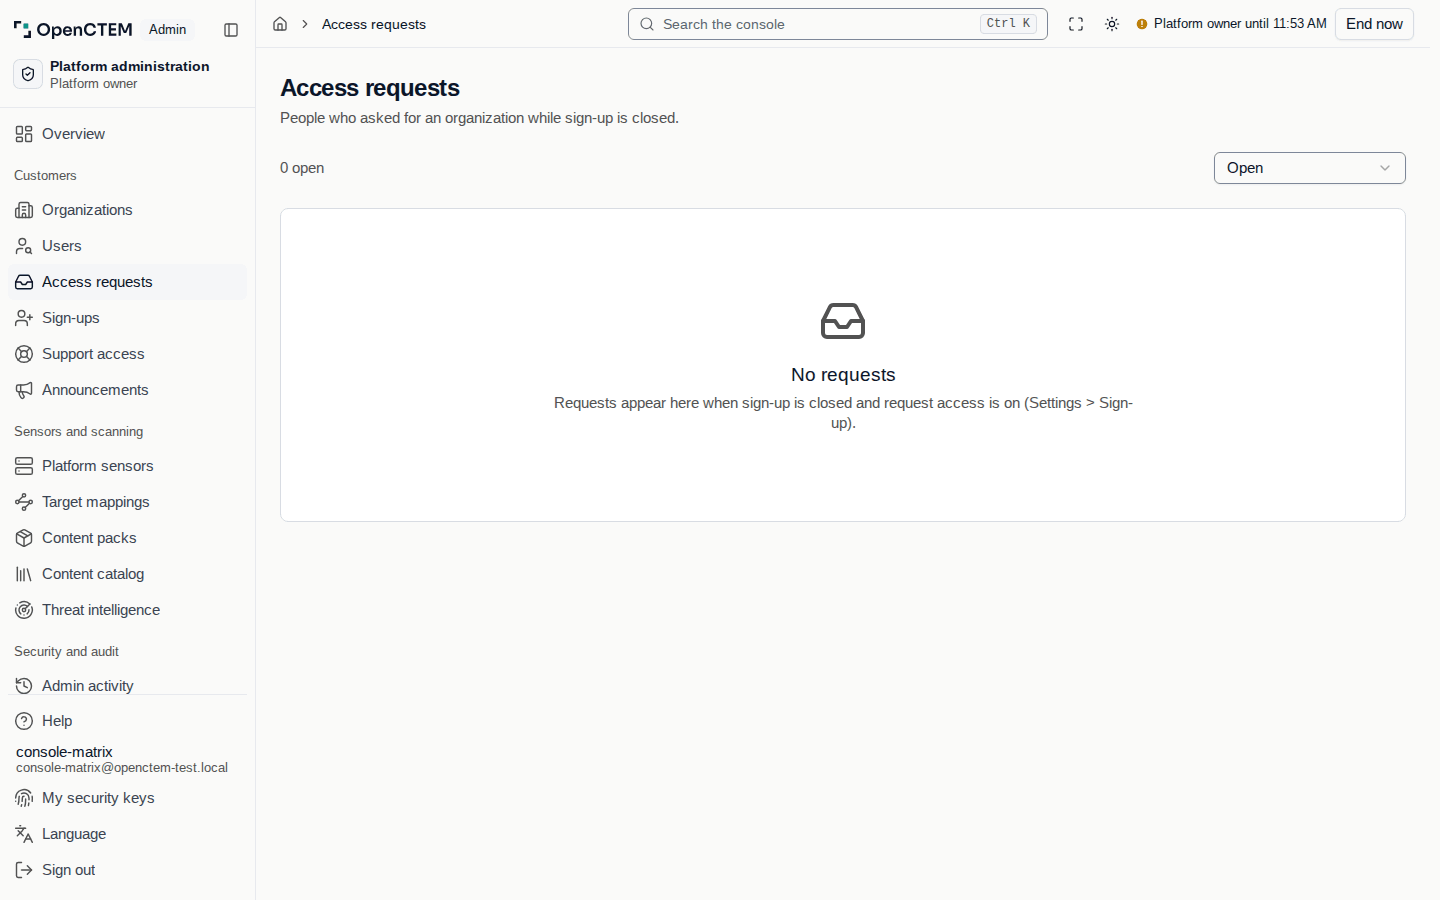 OpenCTEM
Admin
Platform administration
Platform owner
Overview
Customers
Organizations
Users
Access requests
Sign-ups
Support access
Announcements
Sensors and scanning
Platform sensors
Target mappings
Content packs
Content catalog
Threat intelligence
Security and audit
Admin activity
Help
console-matrix
console-matrix@openctem-test.local
My security keys
Language
Sign out
Access requests
Search the console
Ctrl K
Platform owner until 11:53 AM
End now
Access requests
People who asked for an organization while sign-up is closed.
0 open
Open
No requests
Requests appear here when sign-up is closed and request access is on (Settings > Sign-
up).